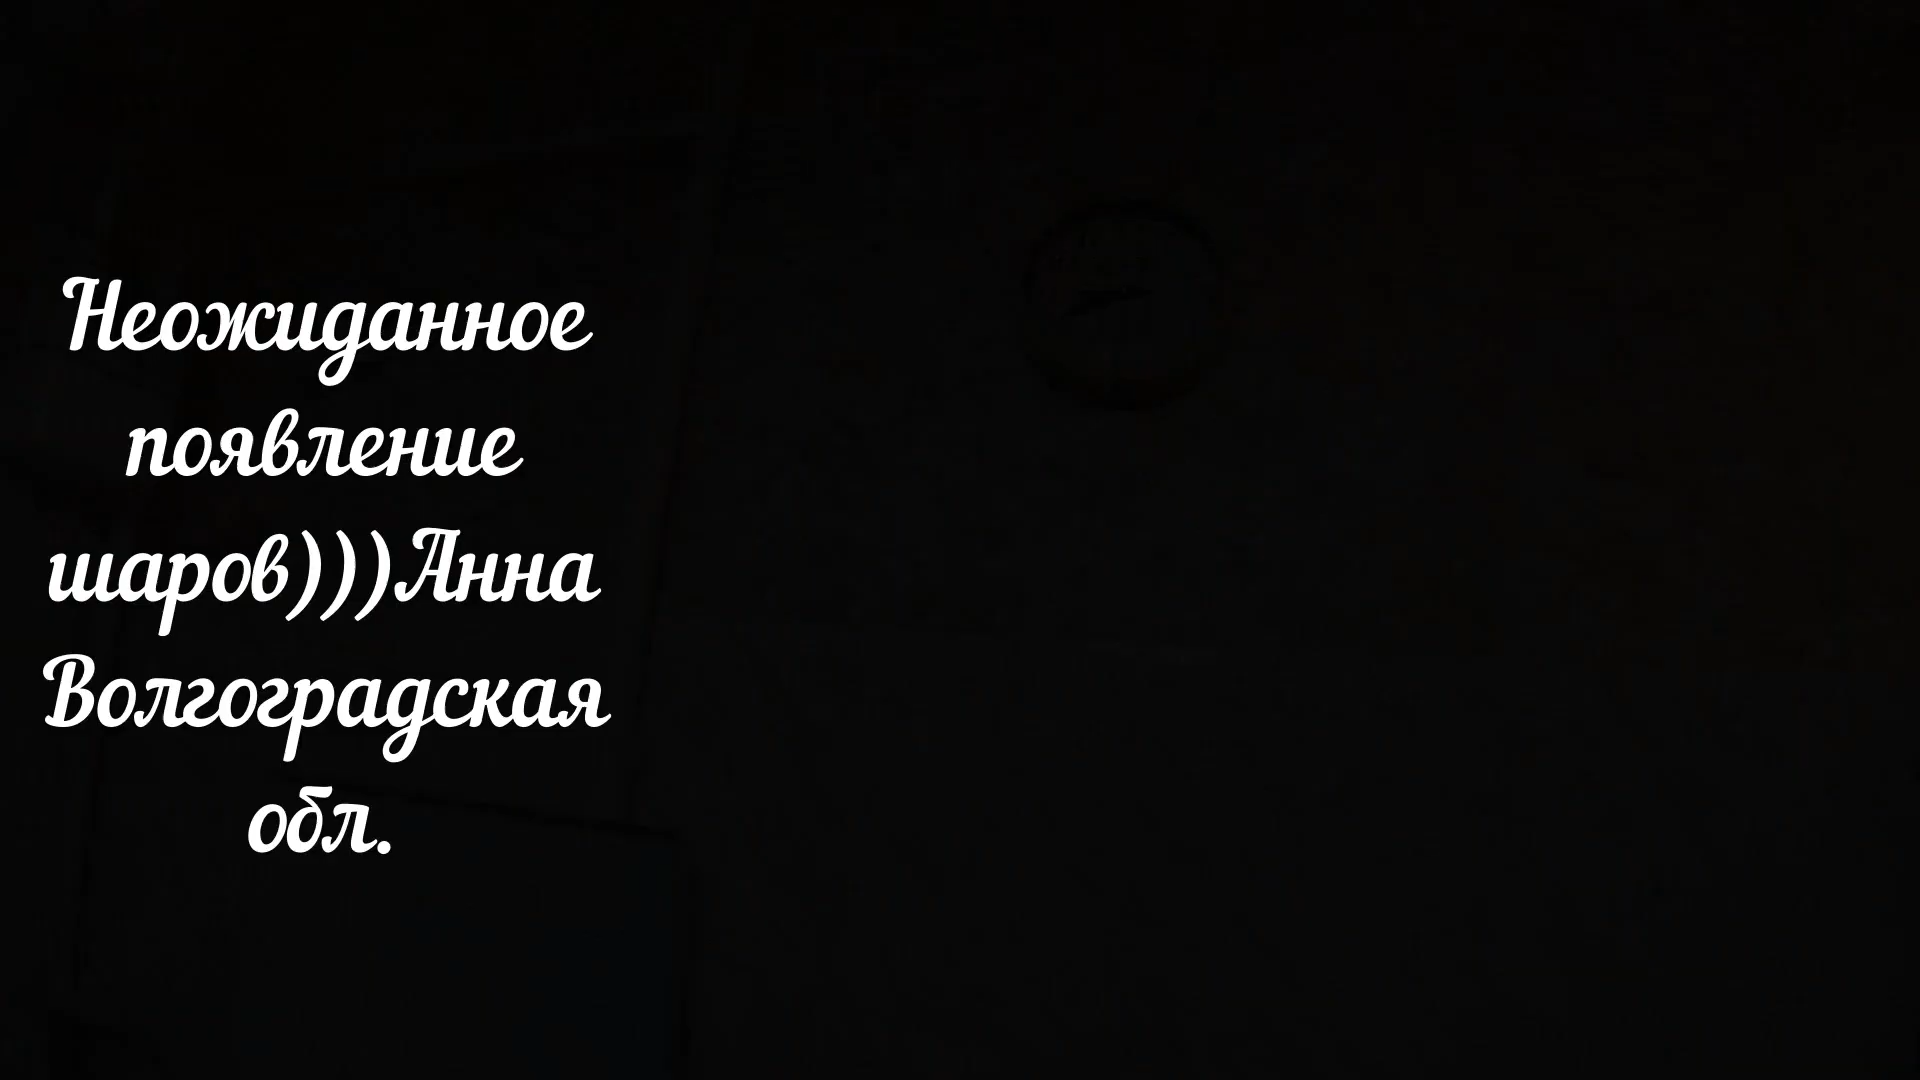 Неожиданное
появление
шаров)))Анна
Волгоградская
обл.